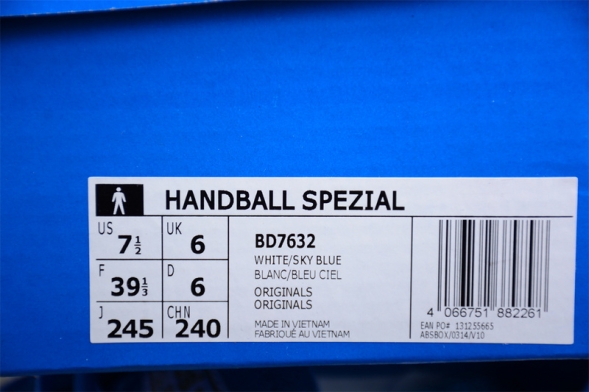 HANDBALL SPEZIAL
US 7½ UK 6
F 39⅓ D 6
J 245 CHN 240
BD7632
WHITE/SKY BLUE
BLANC/BLEU CIEL
ORIGINALS
ORIGINALS
MADE IN VIETNAM
FABRIQUÉ AU VIETNAM
4 066751 882261
EAN PO# 131255665
ABSBOX/0314/V10